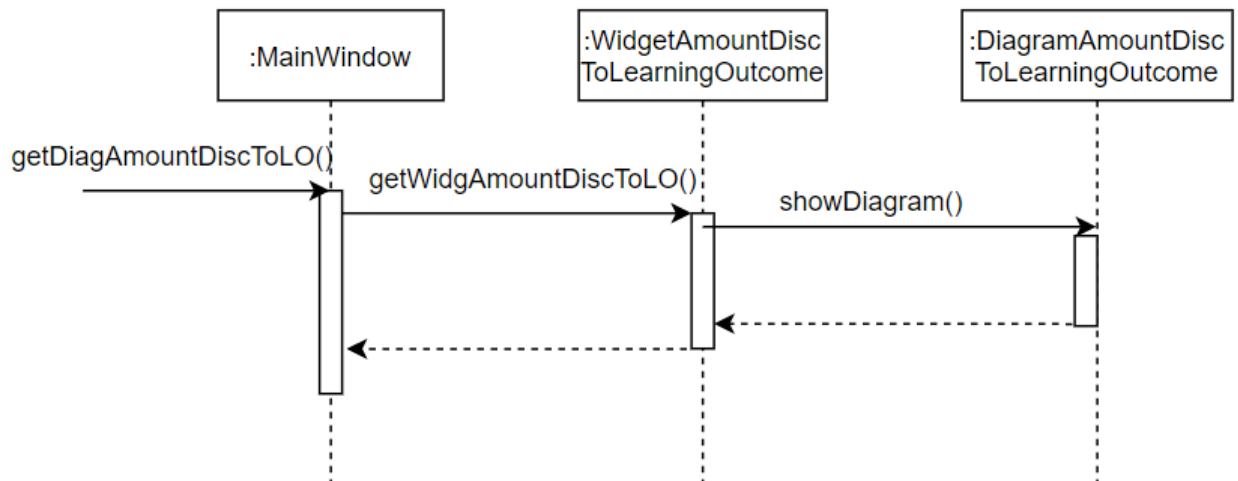 :MainWindow
:WidgetAmountDisc
ToLearningOutcome
:DiagramAmountDisc
ToLearningOutcome
getDiagAmountDiscToLO()
getWidgAmountDiscToLO()
showDiagram()